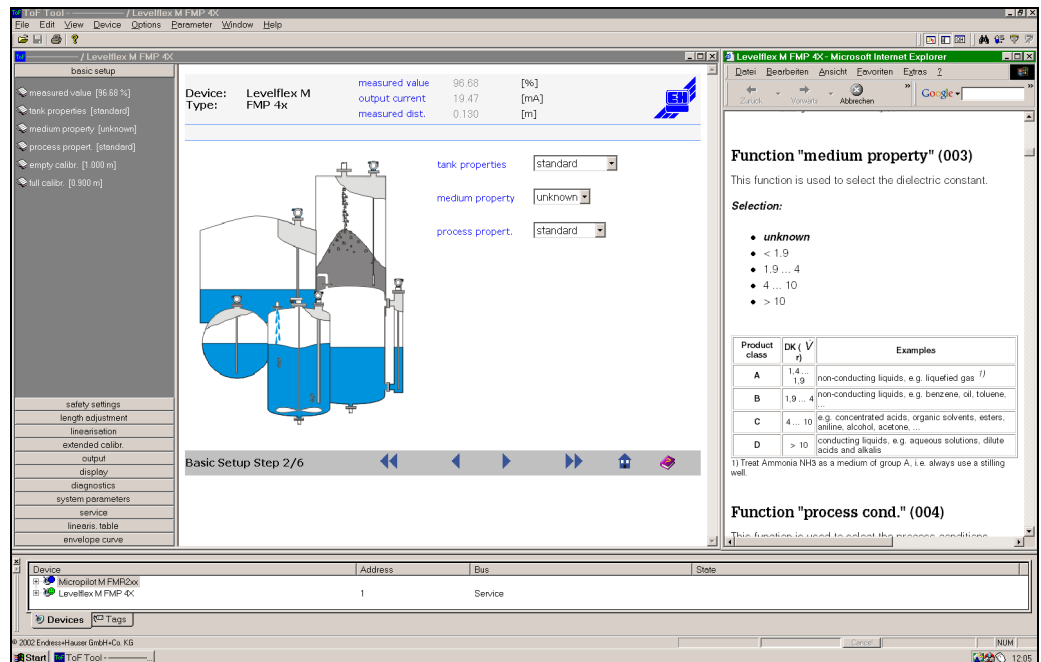 ToF Tool - ———— / Levelflex M FMP 4X
File Edit View Device Options Parameter Window Help
———— / Levelflex M FMP 4X
basic setup
measured value [96.68 %]
tank properties [standard]
medium property [unknown]
process propert. [standard]
empty calibr. [1.000 m]
full calibr. [0.900 m]
safety settings
length adjustment
linearisation
extended calibr.
output
display
diagnostics
system parameters
service
linearis. table
envelope curve
Device: Levelflex M
Type: FMP 4x
measured value 96.68 [%]
output current 19.47 [mA]
measured dist. 0.130 [m]
EH
tank properties standard
medium property unknown
process propert. standard
Basic Setup Step 2/6
Levelflex M FMP 4X - Microsoft Internet Explorer
Datei Bearbeiten Ansicht Favoriten Extras ?
Zurück Vorwärts Abbrechen » Google »
Function "medium property" (003)
This function is used to select the dielectric constant.
Selection:
• unknown
• < 1.9
• 1.9 ... 4
• 4 ... 10
• > 10
Product class DK ( V r) Examples
A 1,4 ... 1,9 non-conducting liquids, e.g. liquefied gas 1)
B 1,9 ... 4 non-conducting liquids, e.g. benzene, oil, toluene, ...
C 4 ... 10 e.g. concentrated acids, organic solvents, esters, aniline, alcohol, acetone, ...
D > 10 conducting liquids, e.g. aqueous solutions, dilute acids and alkalis
1) Treat Ammonia NH3 as a medium of group A, i.e. always use a stilling well.
Function "process cond." (004)
This function is used to select the process conditions
Device Address Bus State
Micropilot M FMR2xx
Levelflex M FMP 4X 1 Service
Devices Tags
© 2002 Endress+Hauser GmbH+Co. KG Cancel NUM
Start ToF Tool - ————... 12:05